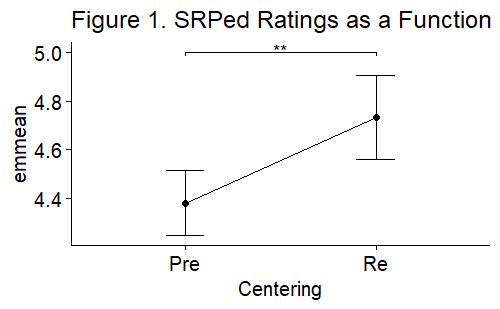 Figure 1. SRPed Ratings as a Function
**
5.0
4.8
4.6
4.4
emmean
Pre
Re
Centering